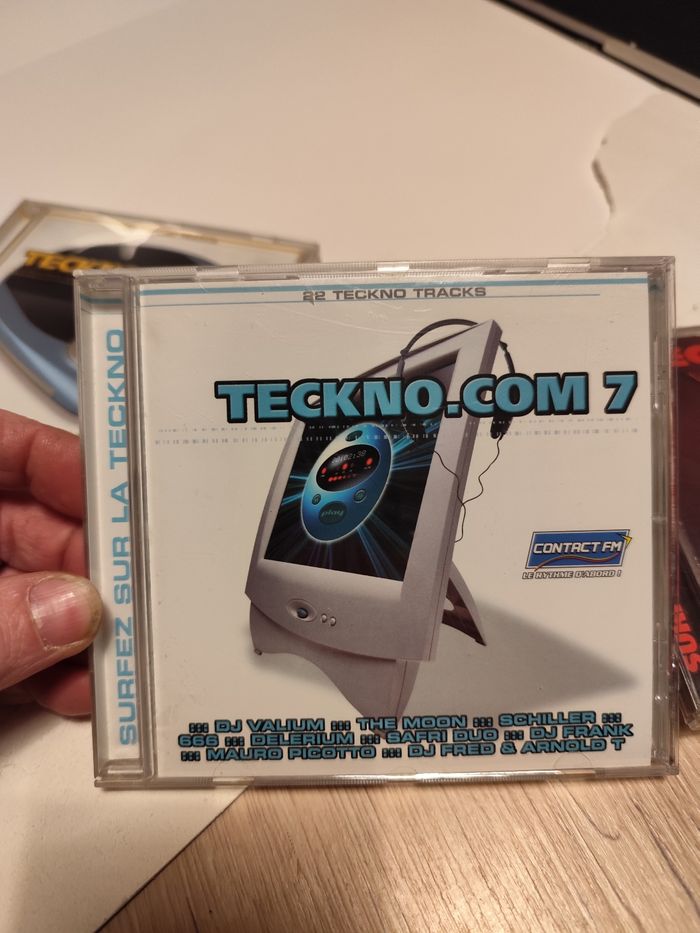 22 TECKNO TRACKS
TECKNO.COM 7
SURFEZ SUR LA TECKNO
play
CONTACT FM
LE RYTHME D'ABORD !
::: DJ VALIUM ::: THE MOON ::: SCHILLER :::
666 ::: DELERIUM ::: SAFRI DUO ::: DJ FRANK
::: MAURO PICOTTO ::: DJ FRED & ARNOLD T